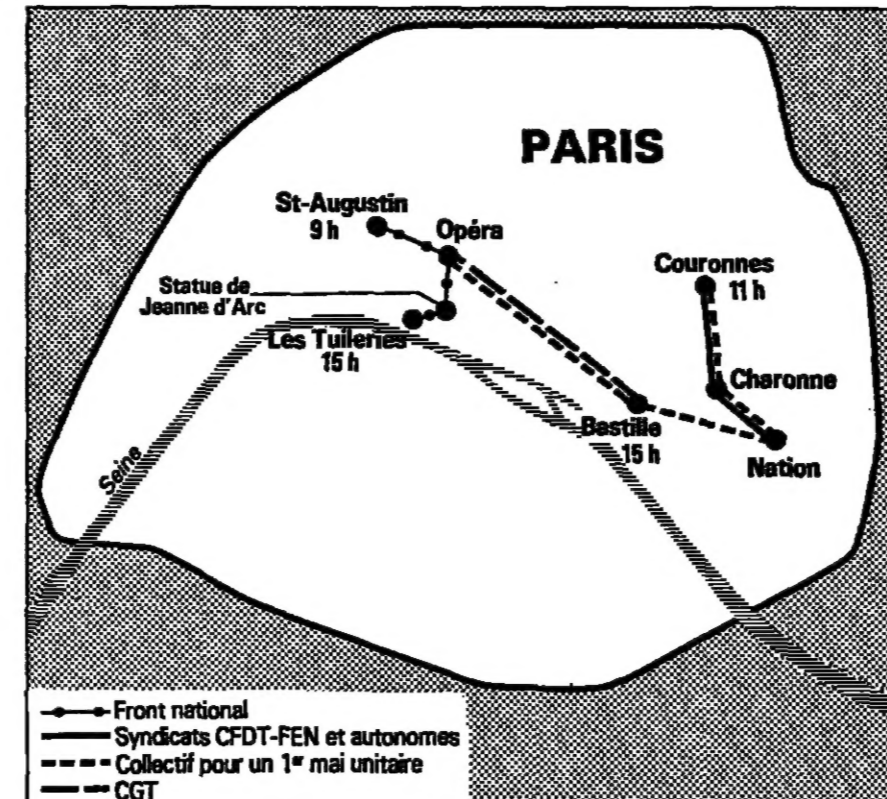 PARIS
St-Augustin
9 h
Opéra
Couronnes
11 h
Statue de
Jeanne d'Arc
Les Tuileries
15 h
Charonne
Bastille
15 h
Nation
Seine
Front national
Syndicats CFDT-FEN et autonomes
Collectif pour un 1er mai unitaire
CGT